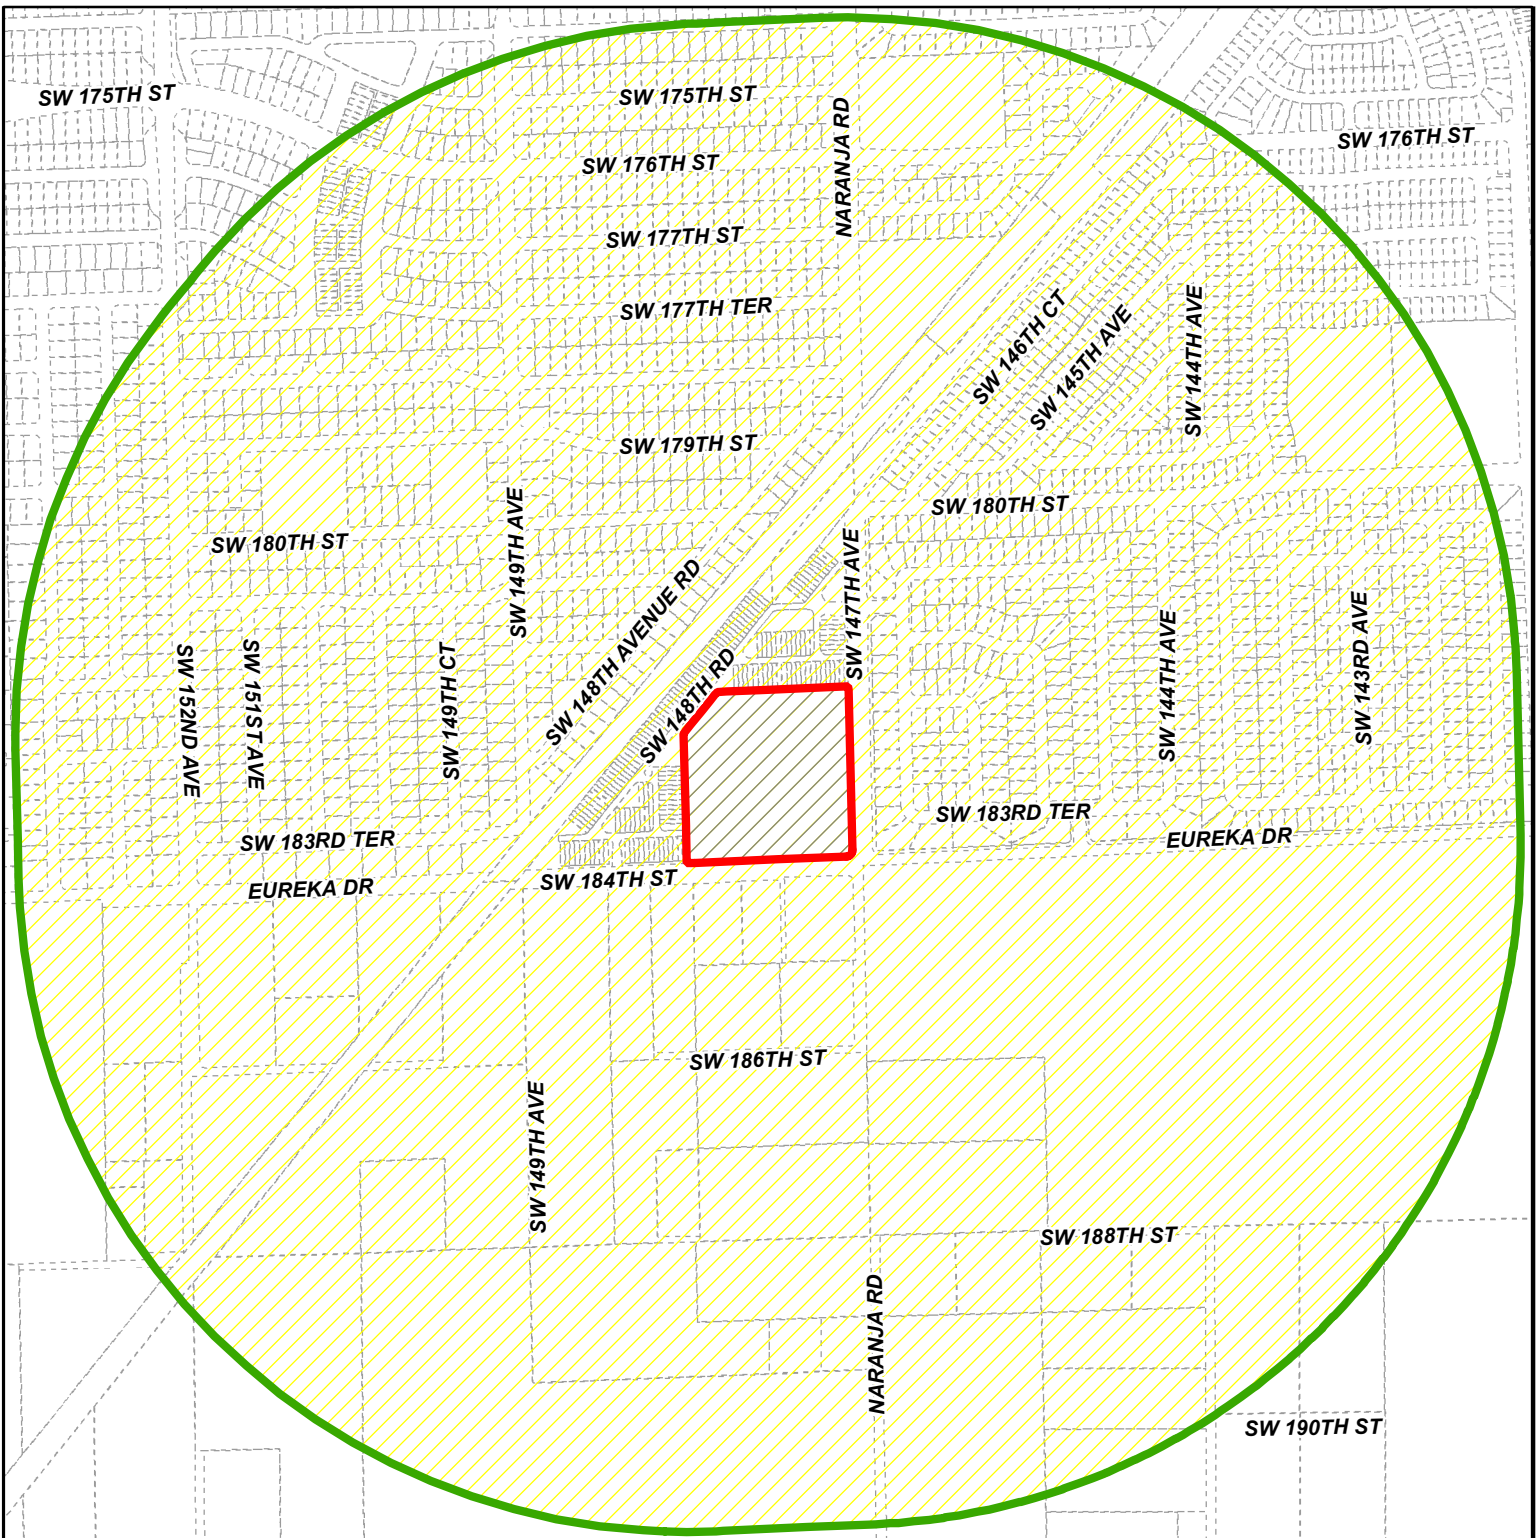 SW 175TH ST
SW 175TH ST
NARANJA RD
SW 176TH ST
SW 176TH ST
SW 177TH ST
SW 177TH TER
SW 146TH CT
SW 145TH AVE
SW 144TH AVE
SW 179TH ST
SW 180TH ST
SW 149TH AVE
SW 180TH ST
SW 148TH AVENUE RD
SW 147TH AVE
SW 152ND AVE
SW 151ST AVE
SW 149TH CT
SW 148TH RD
SW 144TH AVE
SW 143RD AVE
SW 183RD TER
SW 183RD TER
EUREKA DR
EUREKA DR
SW 184TH ST
SW 186TH ST
SW 149TH AVE
SW 188TH ST
NARANJA RD
SW 190TH ST